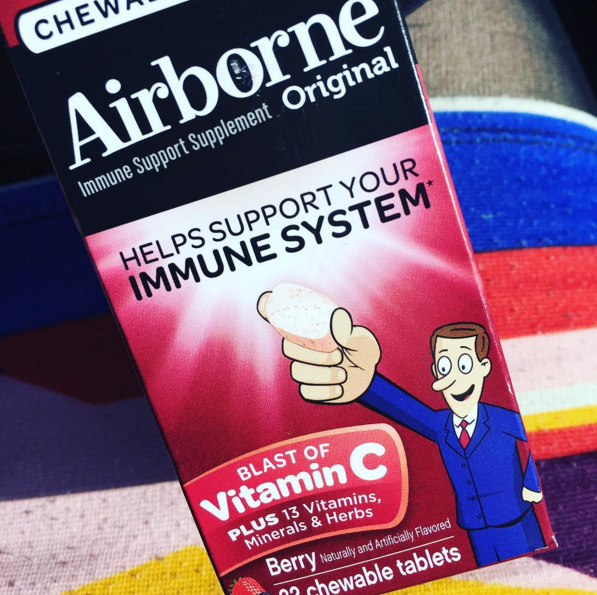 Airborne
Original
Immune Support Supplement
HELPS SUPPORT YOUR
IMMUNE SYSTEM*
BLAST OF
Vitamin C
PLUS 13 Vitamins,
Minerals & Herbs
Berry Naturally and Artificially Flavored
chewable tablets